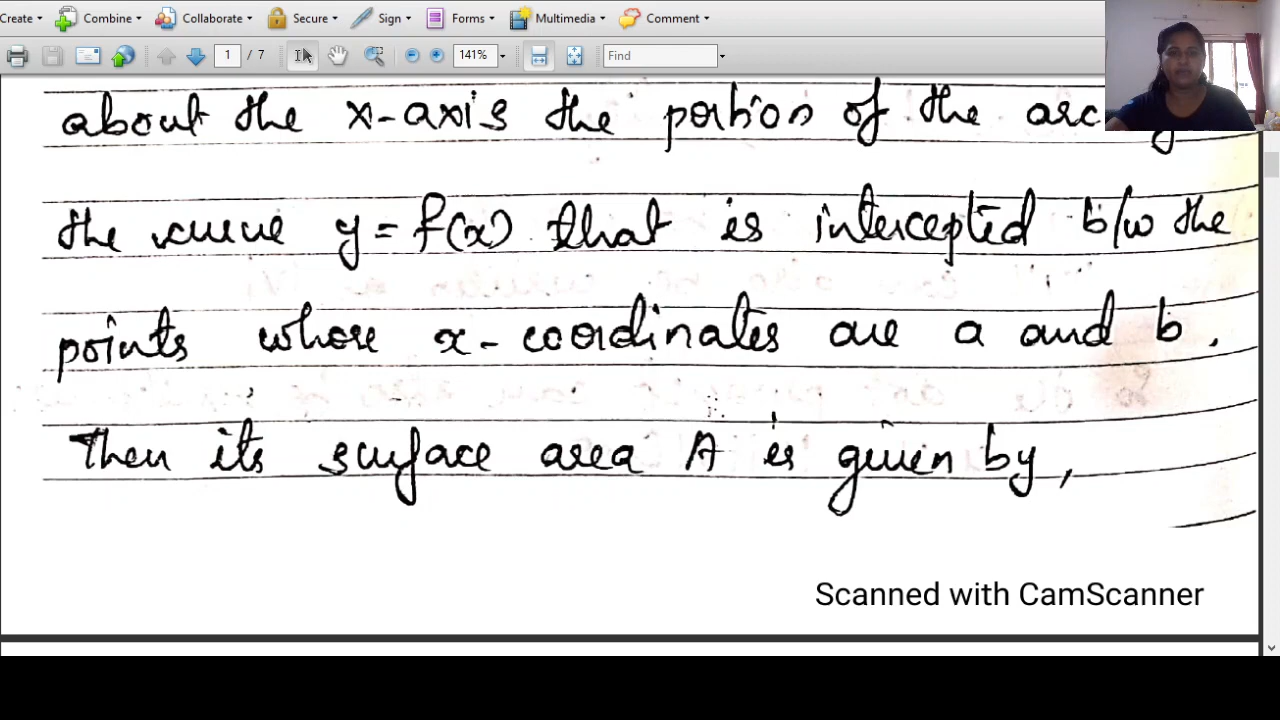 Create Combine Collaborate Secure Sign Forms Multimedia Comment
1 / 7 141% Find
about the x-axis the portion of the arc
the curve y = f(x) that is intercepted b/w the
points whose x-coordinates are a and b.
Then its surface area A is given by,
Scanned with CamScanner